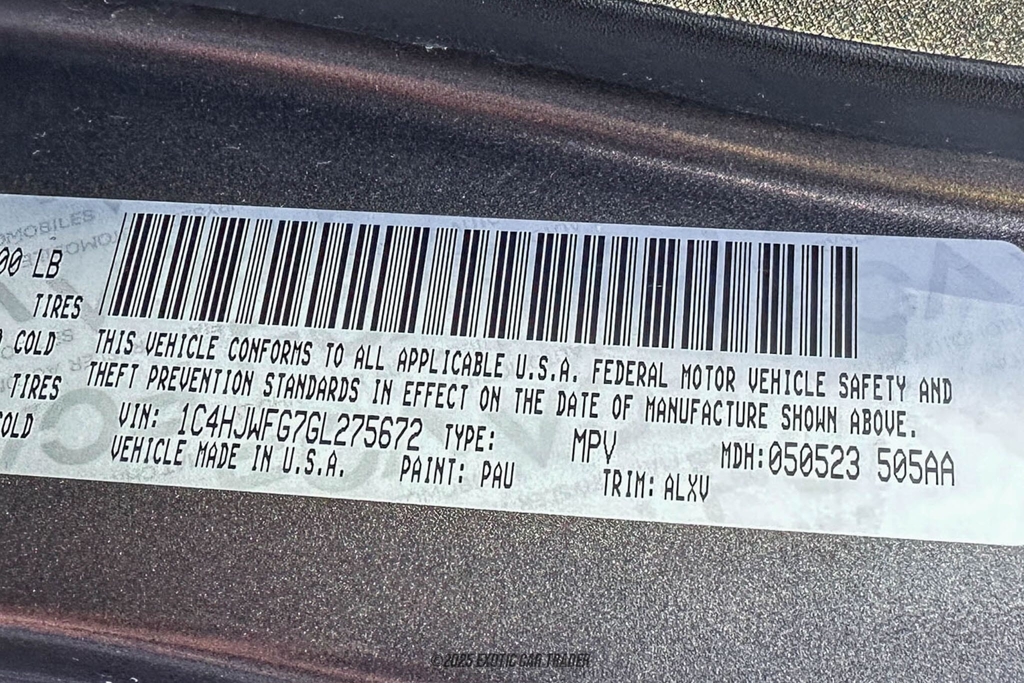 00 LB
TIRES
COLD
TIRES
COLD
THIS VEHICLE CONFORMS TO ALL APPLICABLE U.S.A. FEDERAL MOTOR VEHICLE SAFETY AND
THEFT PREVENTION STANDARDS IN EFFECT ON THE DATE OF MANUFACTURE SHOWN ABOVE.
VIN: 1C4HJWFG7GL275672 TYPE: MPV MDH:050523 505AA
VEHICLE MADE IN U.S.A. PAINT: PAU TRIM: ALXV
©2025 EXOTIC CAR TRADER